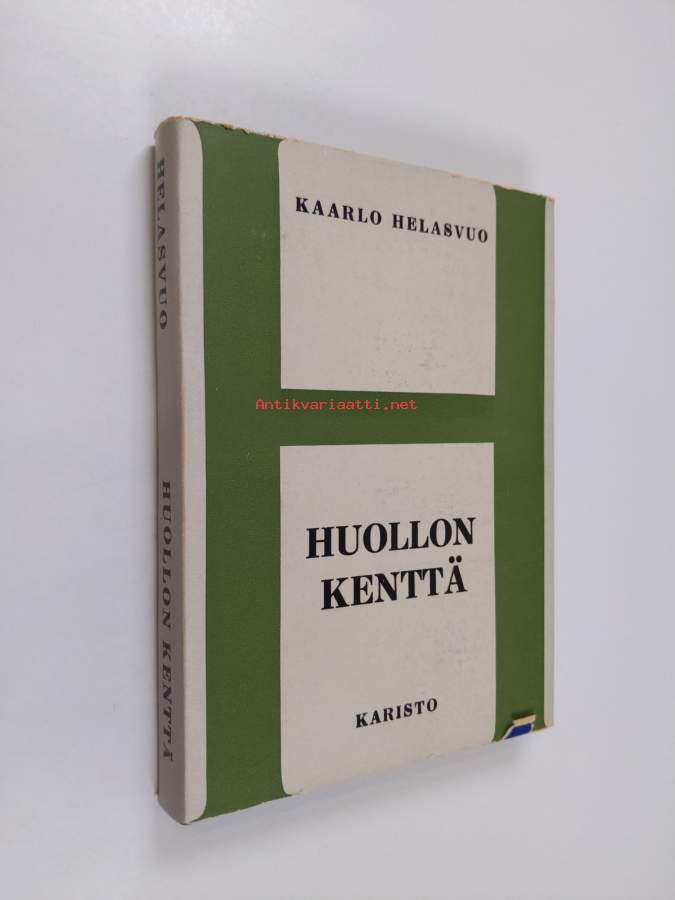 KAARLO HELASVUO
HUOLLON
KENTTÄ
KARISTO
HELASVUO
HUOLLON KENTTÄ
Antikvariaatti.net